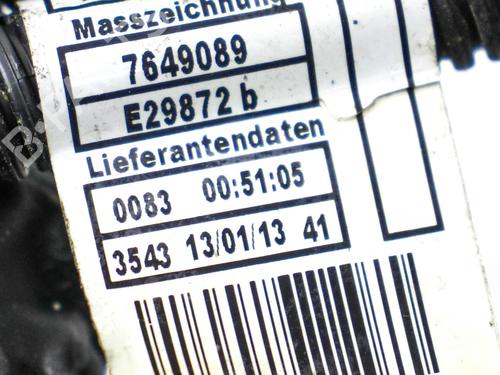 Masszeichnung
7649089
E29872 b
Lieferantendaten
0083 00:51:05
3543 13/01/13 41